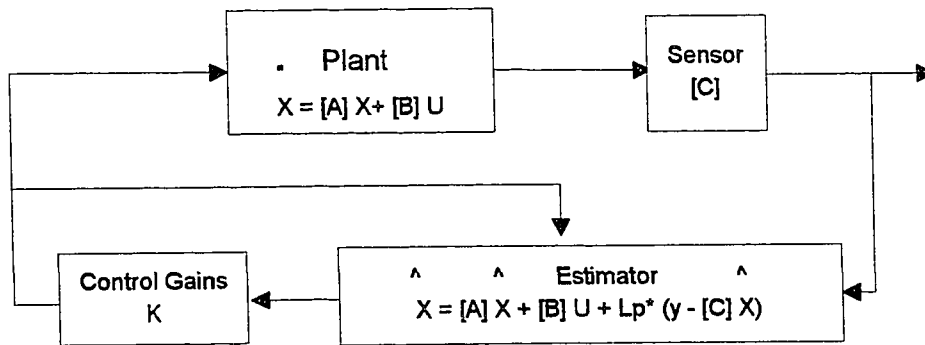 Plant
Ẋ = [A] X+ [B] U
Sensor
[C]
Control Gains
K
^ ^ Estimator ^
X = [A] X + [B] U + Lp* (y - [C] X)